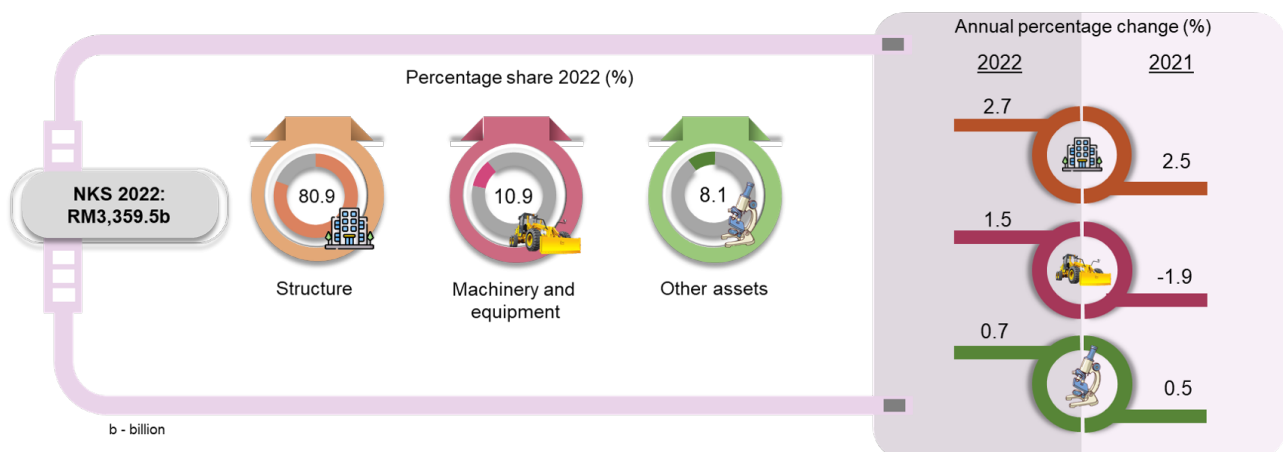 Annual percentage change (%)
2022
2021
Percentage share 2022 (%)
NKS 2022:
RM3,359.5b
80.9
10.9
8.1
Structure
Machinery and
equipment
Other assets
2.7
2.5
1.5
-1.9
0.7
0.5
b - billion